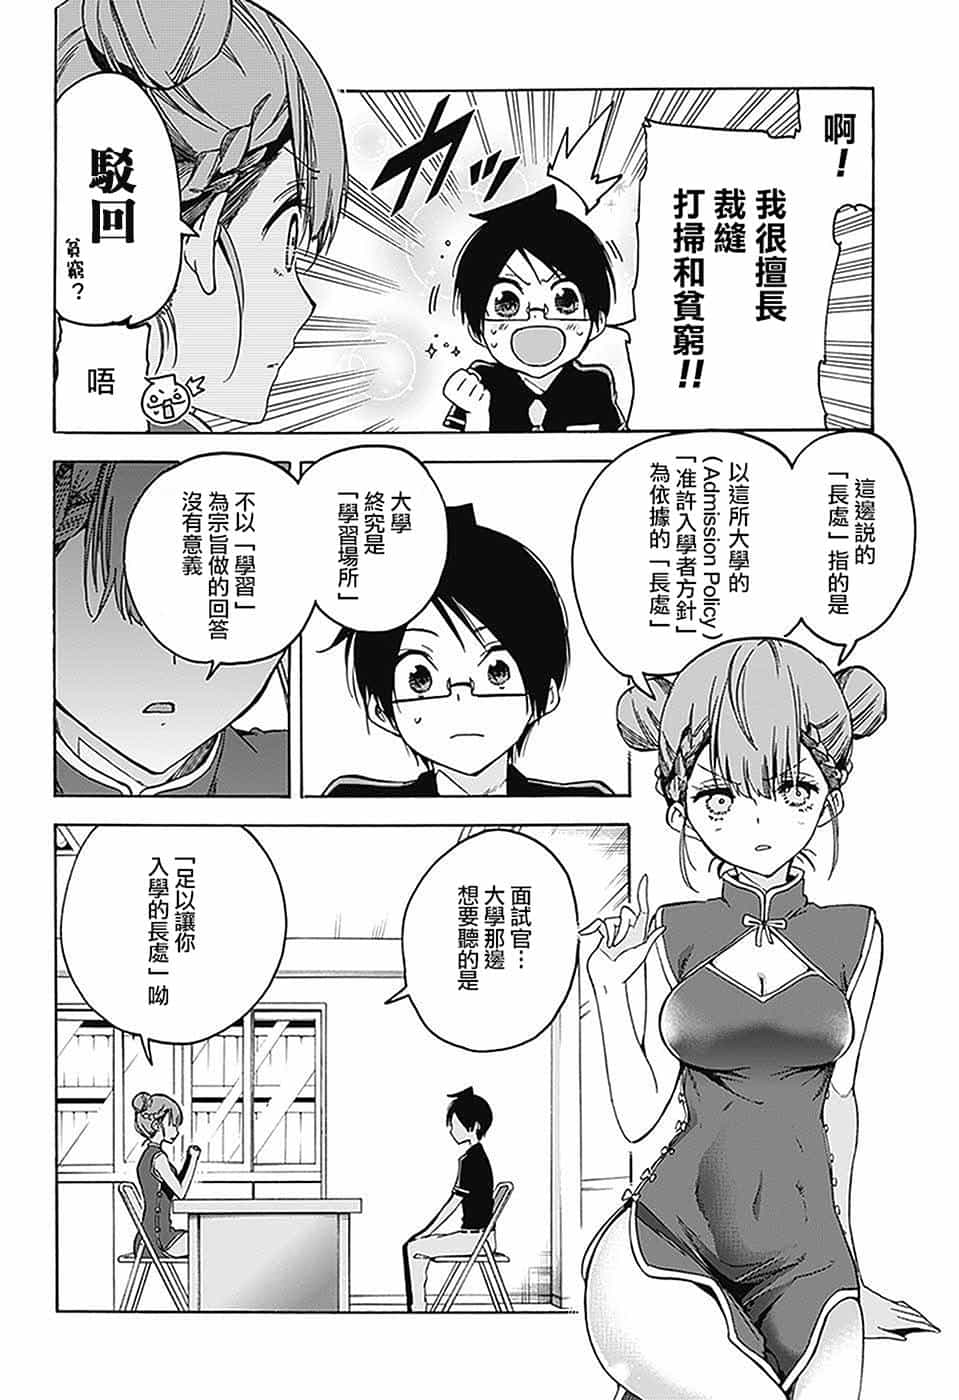 啊！
我很擅長
裁縫
打掃和貧窮!!
ガッ
駁回
貧窮？
唔
這邊說的
「長處」指的是
以這所大學的
（Admission Policy）
「准許入學者方針」
為依據的「長處」
大學
終究是
「學習場所」
不以「學習」
為宗旨做的回答
沒有意義
面試官…
大學那邊
想要聽的是
「足以讓你
入學的長處」呦